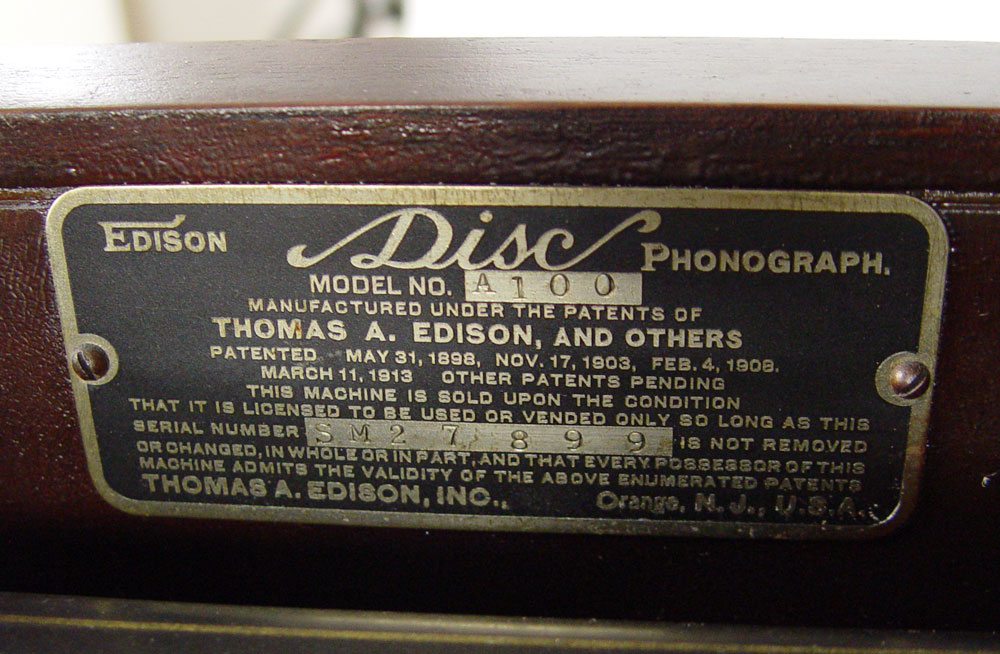 EDISON Disc PHONOGRAPH.
MODEL NO. A100
MANUFACTURED UNDER THE PATENTS OF
THOMAS A. EDISON, AND OTHERS
PATENTED MAY 31, 1898, NOV. 17, 1903, FEB. 4, 1908.
MARCH 11, 1913 OTHER PATENTS PENDING
THIS MACHINE IS SOLD UPON THE CONDITION
THAT IT IS LICENSED TO BE USED OR VENDED ONLY SO LONG AS THIS
SERIAL NUMBER SM27899 IS NOT REMOVED
OR CHANGED, IN WHOLE OR IN PART, AND THAT EVERY POSSESSOR OF THIS
MACHINE ADMITS THE VALIDITY OF THE ABOVE ENUMERATED PATENTS
THOMAS A. EDISON, INC., Orange, N. J., U.S.A.